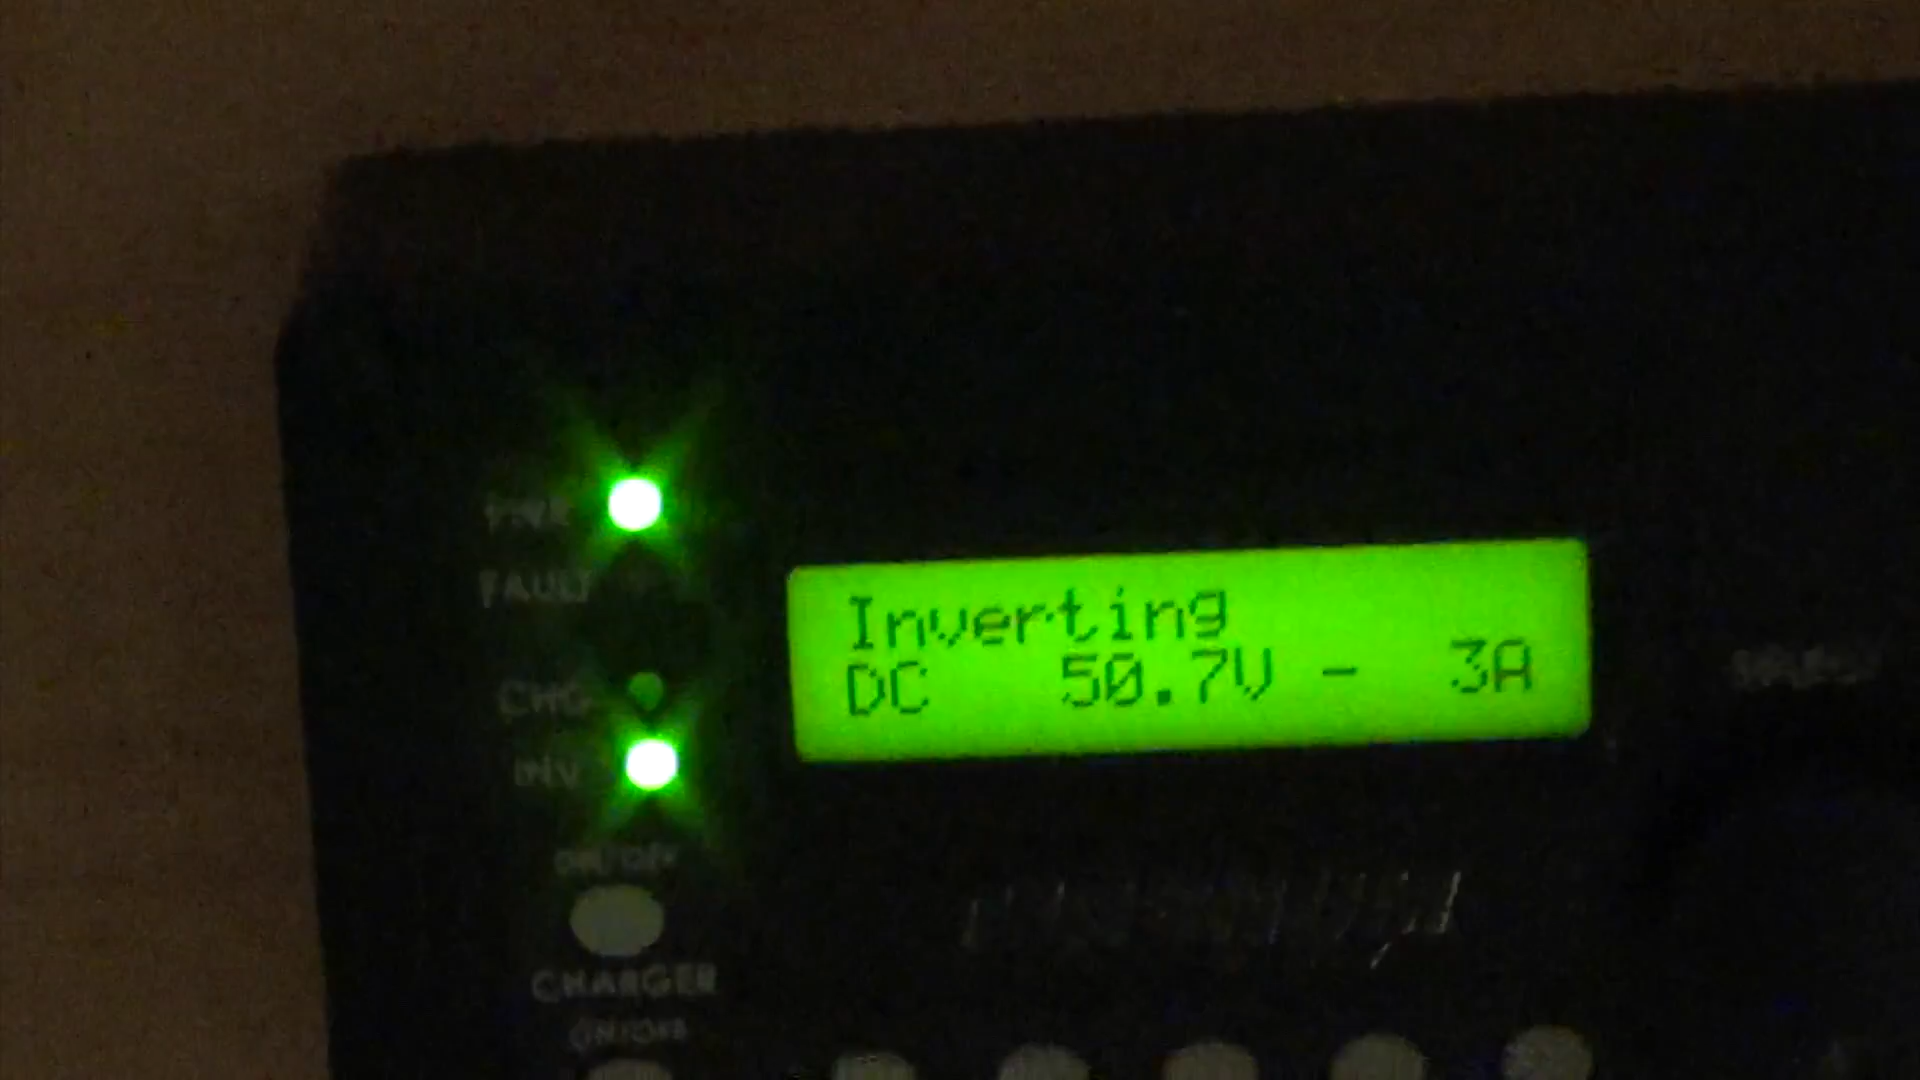 PWR
FAULT
CHG
INV
Inverting
DC 50.7V - 3A
ON/OFF
CHARGER
ON/OFF